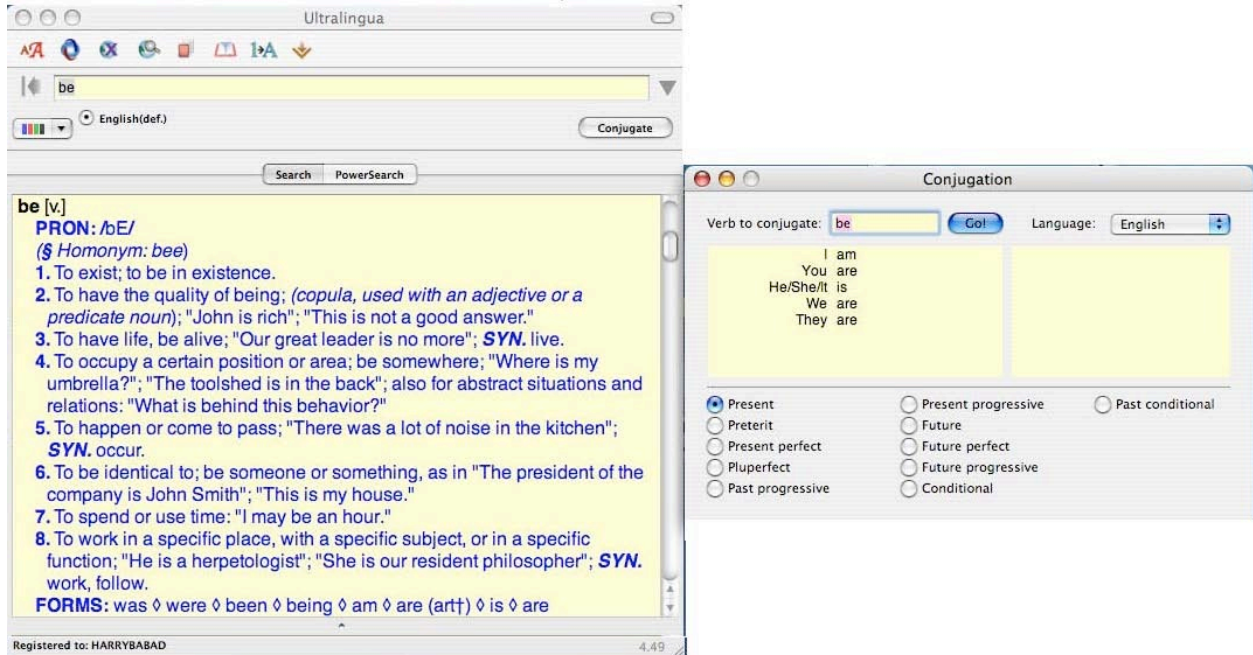 Ultralingua
be
English(def.)
Conjugate
Search PowerSearch
be [v.]
PRON: /bE/
(§ Homonym: bee)
1. To exist; to be in existence.
2. To have the quality of being; (copula, used with an adjective or a
predicate noun); "John is rich"; "This is not a good answer."
3. To have life, be alive; "Our great leader is no more"; SYN. live.
4. To occupy a certain position or area; be somewhere; "Where is my
umbrella?"; "The toolshed is in the back"; also for abstract situations and
relations: "What is behind this behavior?"
5. To happen or come to pass; "There was a lot of noise in the kitchen";
SYN. occur.
6. To be identical to; be someone or something, as in "The president of the
company is John Smith"; "This is my house."
7. To spend or use time: "I may be an hour."
8. To work in a specific place, with a specific subject, or in a specific
function; "He is a herpetologist"; "She is our resident philosopher"; SYN.
work, follow.
FORMS: was ◊ were ◊ been ◊ being ◊ am ◊ are (art†) ◊ is ◊ are
Registered to: HARRYBABAD 4.49
Conjugation
Verb to conjugate: be Go! Language: English
I am
You are
He/She/It is
We are
They are
Present Present progressive Past conditional
Preterit Future
Present perfect Future perfect
Pluperfect Future progressive
Past progressive Conditional